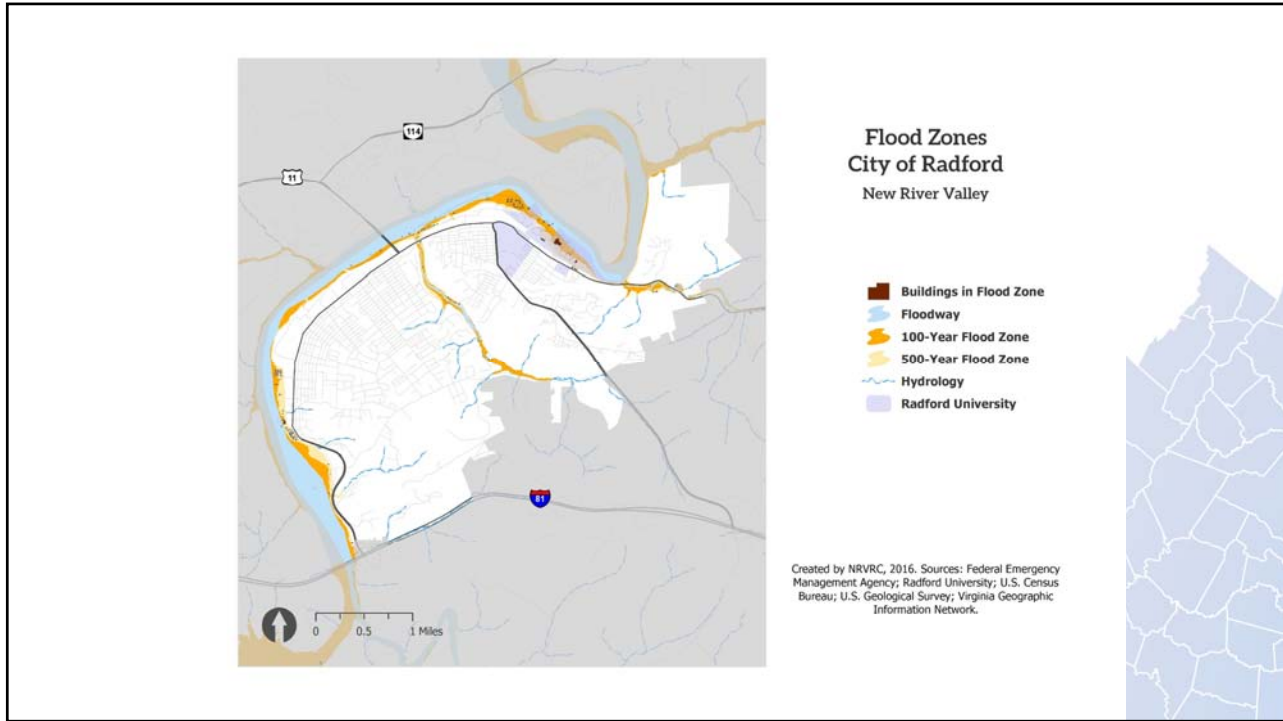 Flood Zones
City of Radford
New River Valley
114
11
81
Buildings in Flood Zone
Floodway
100-Year Flood Zone
500-Year Flood Zone
Hydrology
Radford University
Created by NRVRC, 2016. Sources: Federal Emergency
Management Agency; Radford University; U.S. Census
Bureau; U.S. Geological Survey; Virginia Geographic
Information Network.
0 0.5 1 Miles